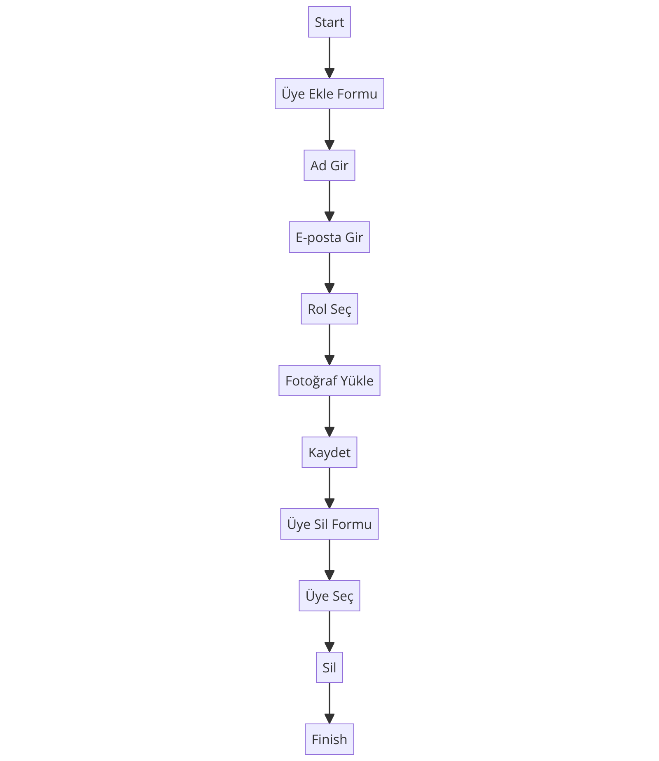 Start
Üye Ekle Formu
Ad Gir
E-posta Gir
Rol Seç
Fotoğraf Yükle
Kaydet
Üye Sil Formu
Üye Seç
Sil
Finish